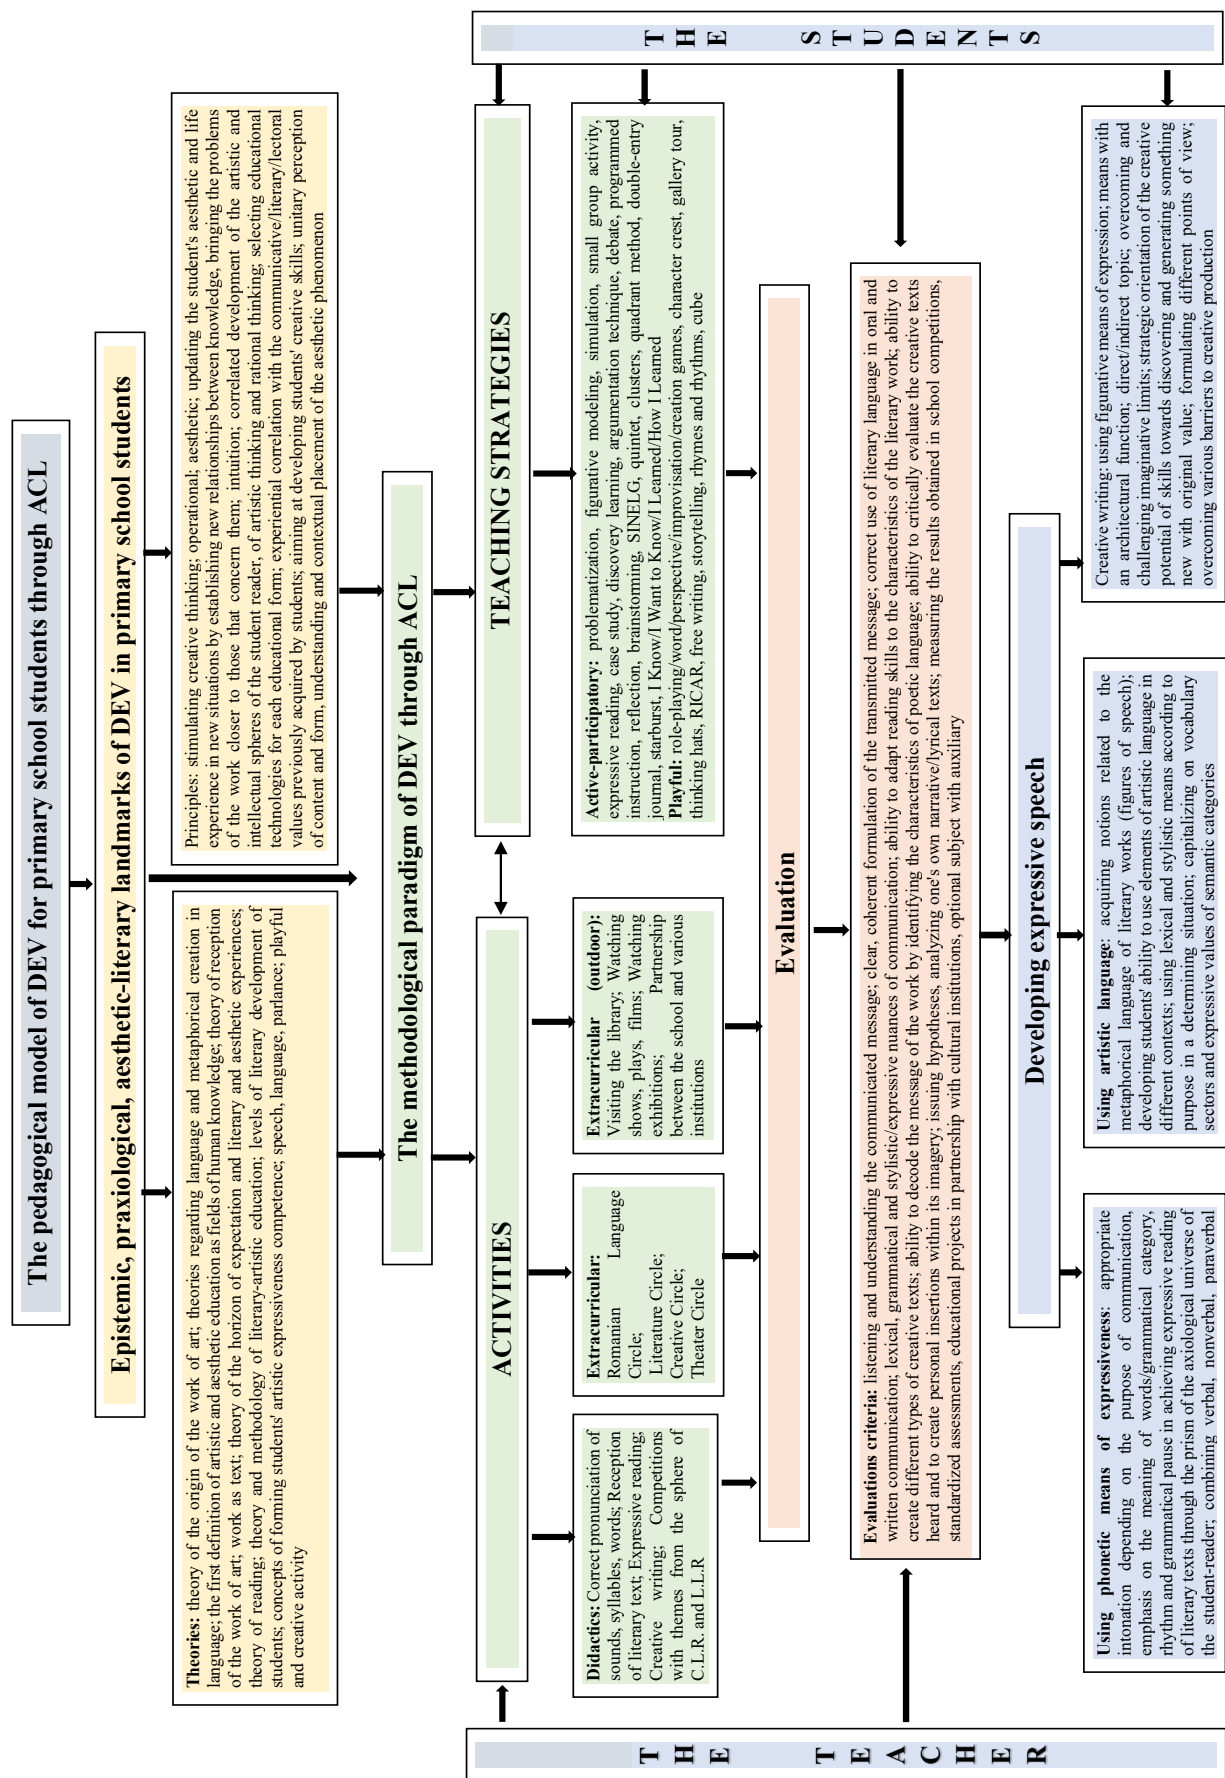 The pedagogical model of DEV for primary school students through ACL
Epistemic, praxiological, aesthetic-literary landmarks of DEV in primary school students
Theories: theory of the origin of the work of art; theories regarding language and metaphorical creation in
language; the first definition of artistic and aesthetic education as fields of human knowledge; theory of reception
of the work of art; work as text; theory of the horizon of expectation and literary and aesthetic experiences;
theory of reading; theory and methodology of literary-artistic education; levels of literary development of
students; concepts of forming students' artistic expressiveness competence; speech, language, parlance; playful
and creative activity
Principles: stimulating creative thinking; operational; aesthetic; updating the student's aesthetic and life
experience in new situations by establishing new relationships between knowledge, bringing the problems
of the work closer to those that concern them; intuition; correlated development of the artistic and
intellectual spheres of the student reader, of artistic thinking and rational thinking; selecting educational
technologies for each educational form; experiential correlation with the communicative/literary/lectoral
values previously acquired by students; aiming at developing students' creative skills; unitary perception
of content and form, understanding and contextual placement of the aesthetic phenomenon
The methodological paradigm of DEV through ACL
ACTIVITIES
TEACHING STRATEGIES
Didactics: Correct pronunciation of
sounds, syllables, words; Reception
of literary text; Expressive reading;
Creative writing; Competitions
with themes from the sphere of
C.L.R. and L.L.R
Extracurricular:
Romanian Language
Circle;
Literature Circle;
Creative Circle;
Theater Circle
Extracurricular (outdoor):
Visiting the library; Watching
shows, plays, films; Watching
exhibitions; Partnership
between the school and various
institutions
Active-participatory: problematization, figurative modeling, simulation, small group activity,
expressive reading, case study, discovery learning, argumentation technique, debate, programmed
instruction, reflection, brainstorming, SINELG, quintet, clusters, quadrant method, double-entry
journal, starburst, I Know/I Want to Know/I Learned/How I Learned
Playful: role-playing/word/perspective/improvisation/creation games, character crest, gallery tour,
thinking hats, RICAR, free writing, storytelling, rhymes and rhythms, cube
Evaluation
Evaluations criteria: listening and understanding the communicated message; clear, coherent formulation of the transmitted message; correct use of literary language in oral and
written communication; lexical, grammatical and stylistic/expressive nuances of communication; ability to adapt reading skills to the characteristics of the literary work; ability to
create different types of creative texts; ability to decode the message of the work by identifying the characteristics of poetic language; ability to critically evaluate the creative texts
heard and to create personal insertions within its imagery; issuing hypotheses, analyzing one's own narrative/lyrical texts; measuring the results obtained in school competitions,
standardized assessments, educational projects in partnership with cultural institutions, optional subject with auxiliary
Developing expressive speech
Using phonetic means of expressiveness: appropriate
intonation depending on the purpose of communication,
emphasis on the meaning of words/grammatical category,
rhythm and grammatical pause in achieving expressive reading
of literary texts through the prism of the axiological universe of
the student-reader; combining verbal, nonverbal, paraverbal
Using artistic language: acquiring notions related to the
metaphorical language of literary works (figures of speech);
developing students' ability to use elements of artistic language in
different contexts; using lexical and stylistic means according to
purpose in a determining situation; capitalizing on vocabulary
sectors and expressive values of semantic categories
Creative writing: using figurative means of expression; means with
an architectural function; direct/indirect topic; overcoming and
challenging imaginative limits; strategic orientation of the creative
potential of skills towards discovering and generating something
new with original value; formulating different points of view;
overcoming various barriers to creative production
THE TEACHER
THE STUDENTS